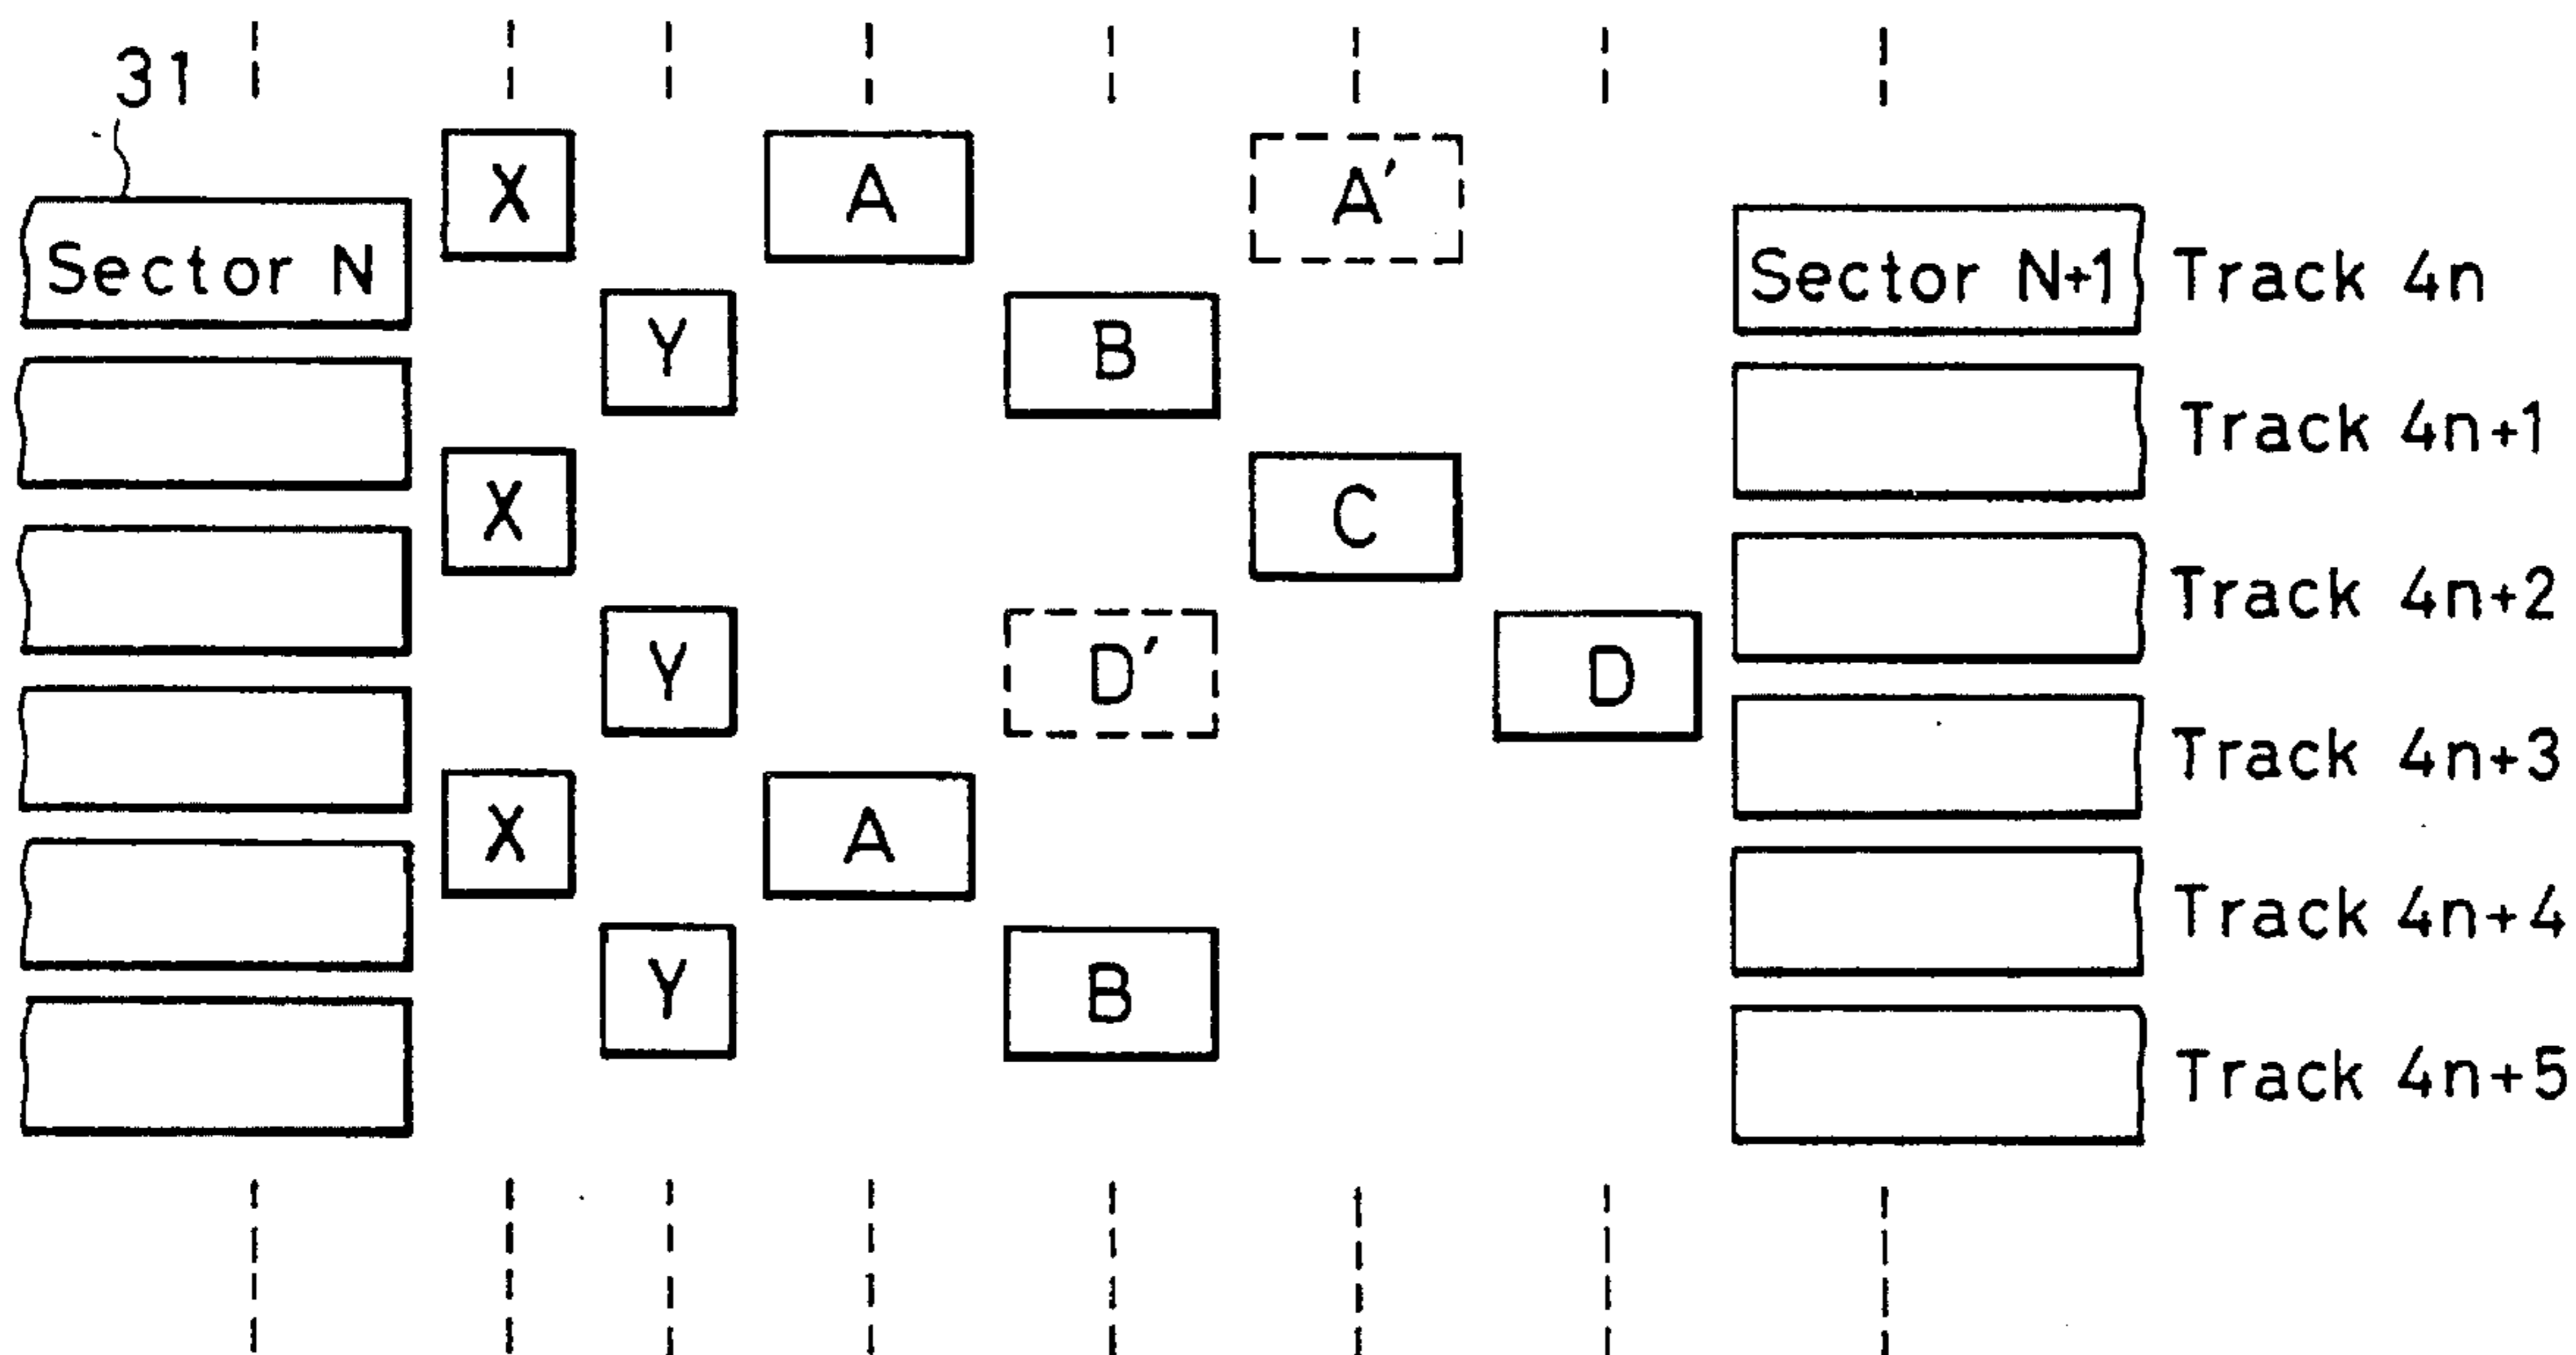 31
X A A′
Sector N Sector N+1 Track 4n
Y B
Track 4n+1
X C
Track 4n+2
Y D′ D
Track 4n+3
X A
Track 4n+4
Y B
Track 4n+5